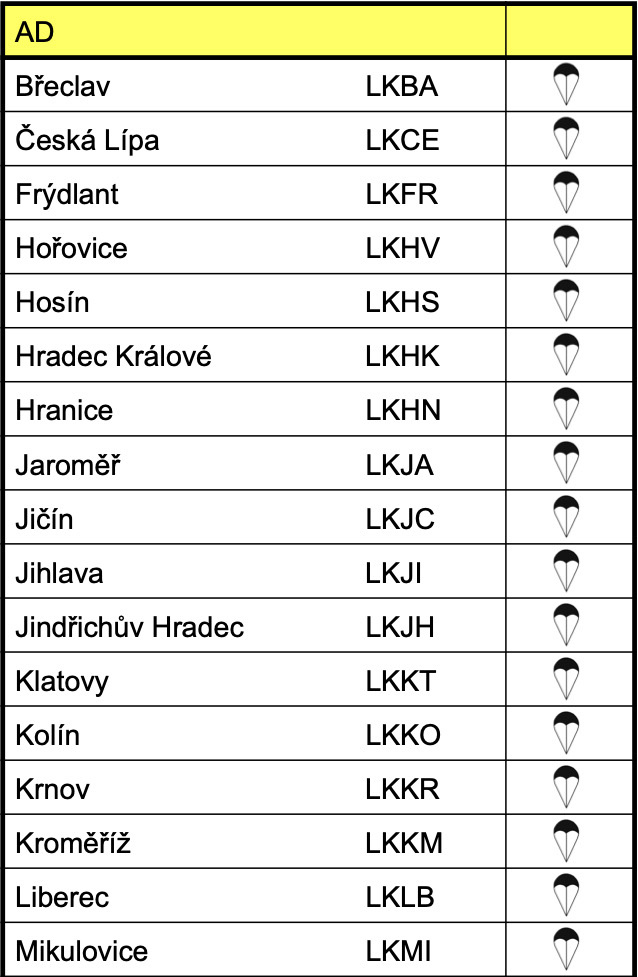 AD
Břeclav LKBA
Česká Lípa LKCE
Frýdlant LKFR
Hořovice LKHV
Hosín LKHS
Hradec Králové LKHK
Hranice LKHN
Jaroměř LKJA
Jičín LKJC
Jihlava LKJI
Jindřichův Hradec LKJH
Klatovy LKKT
Kolín LKKO
Krnov LKKR
Kroměříž LKKM
Liberec LKLB
Mikulovice LKMI